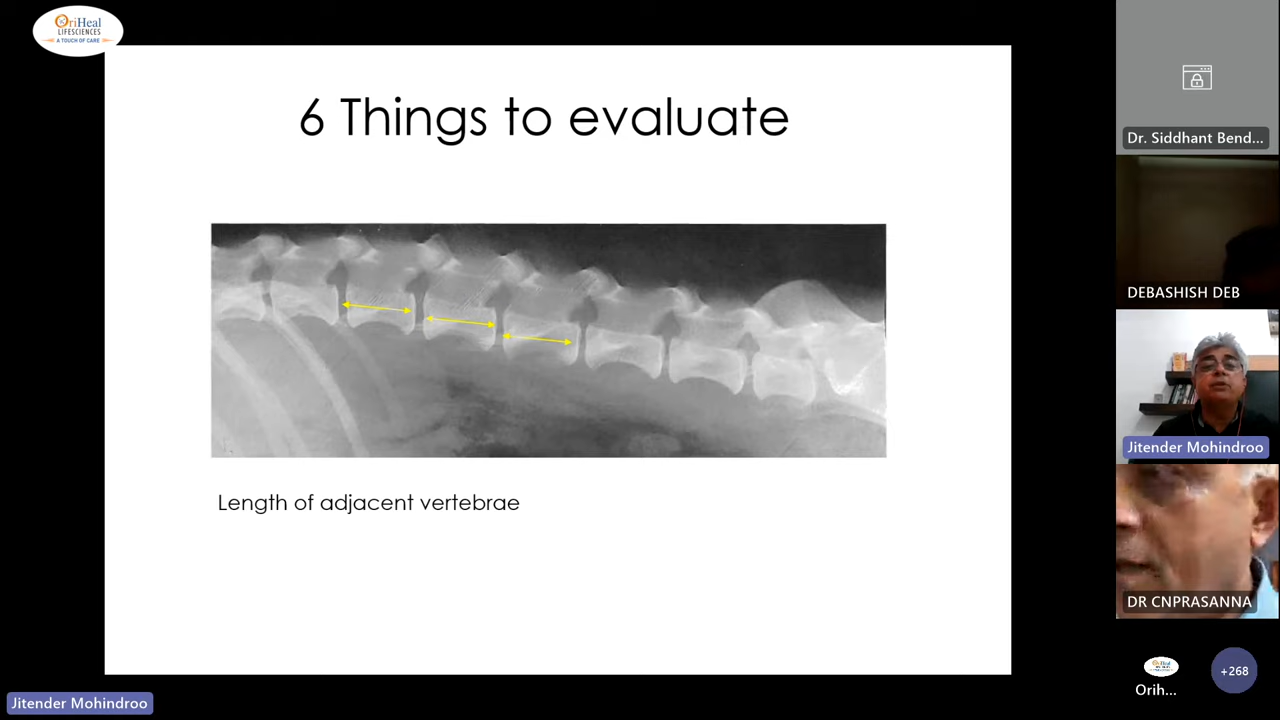 OriHeal
LIFESCIENCES
A TOUCH OF CARE
6 Things to evaluate
Length of adjacent vertebrae
Dr. Siddhant Bend...
DEBASHISH DEB
Jitender Mohindroo
DR CNPRASANNA
Orih...
+268
Jitender Mohindroo